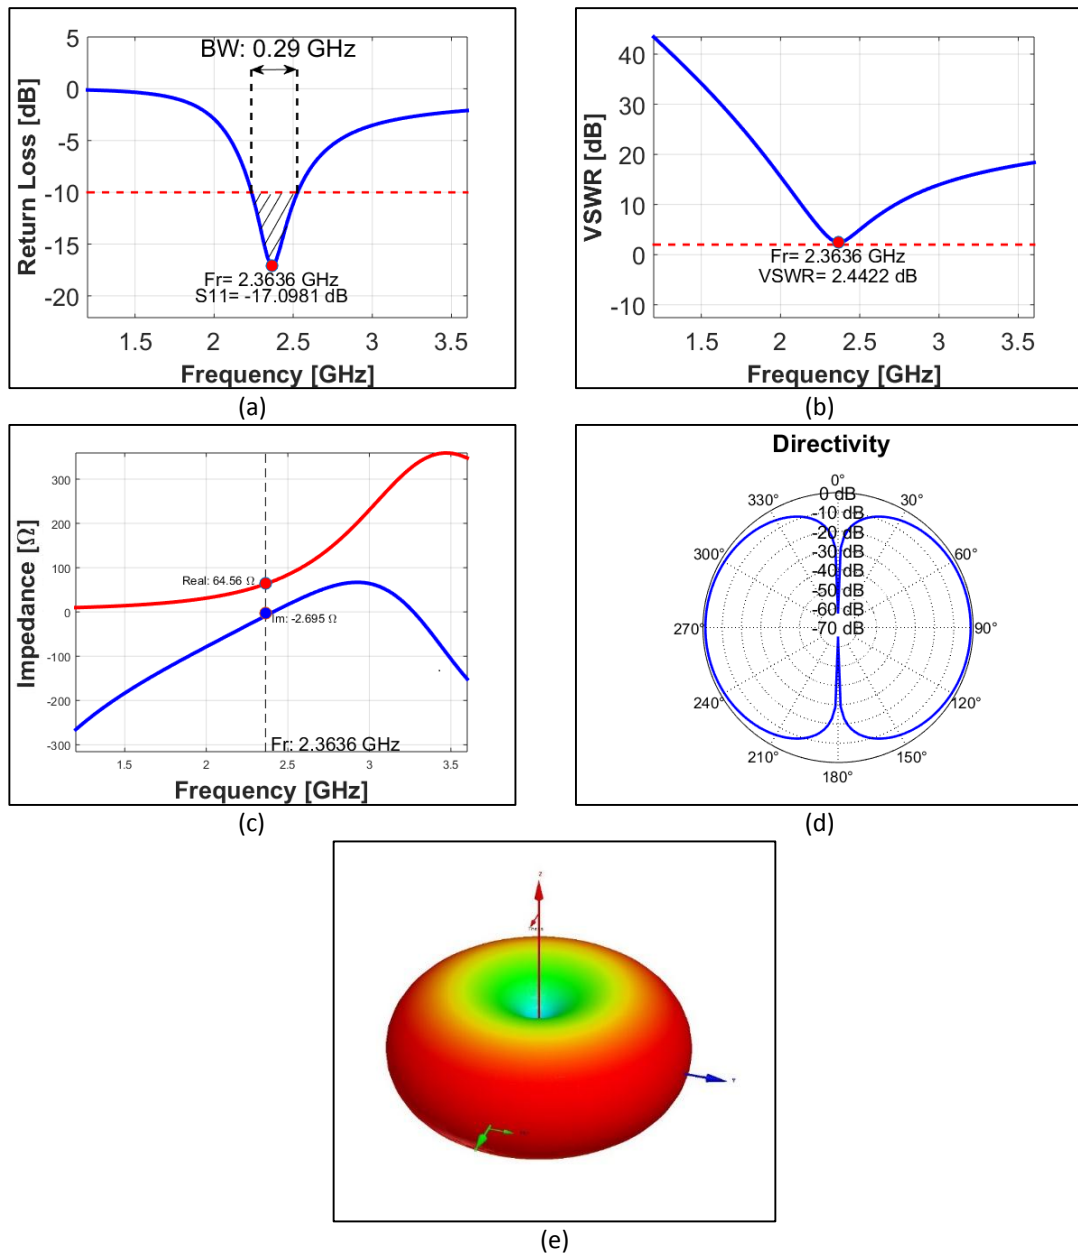 BW: 0.29 GHz
5
0
-5
-10
-15
-20
Return Loss [dB]
Fr= 2.3636 GHz
S11= -17.0981 dB
1.5 2 2.5 3 3.5
Frequency [GHz]
(a)
40
30
20
10
0
-10
VSWR [dB]
Fr= 2.3636 GHz
VSWR= 2.4422 dB
1.5 2 2.5 3 3.5
Frequency [GHz]
(b)
300
200
100
0
-100
-200
-300
Impedance [Ω]
Real: 64.56 Ω
Im: -2.695 Ω
Fr: 2.3636 GHz
1.5 2 2.5 3 3.5
Frequency [GHz]
(c)
Directivity
0°
330° 0 dB 30°
-10 dB
-20 dB
300° -30 dB 60°
-40 dB
-50 dB
-60 dB
270° -70 dB 90°
240° 120°
210° 150°
180°
(d)
Z
Y
(e)